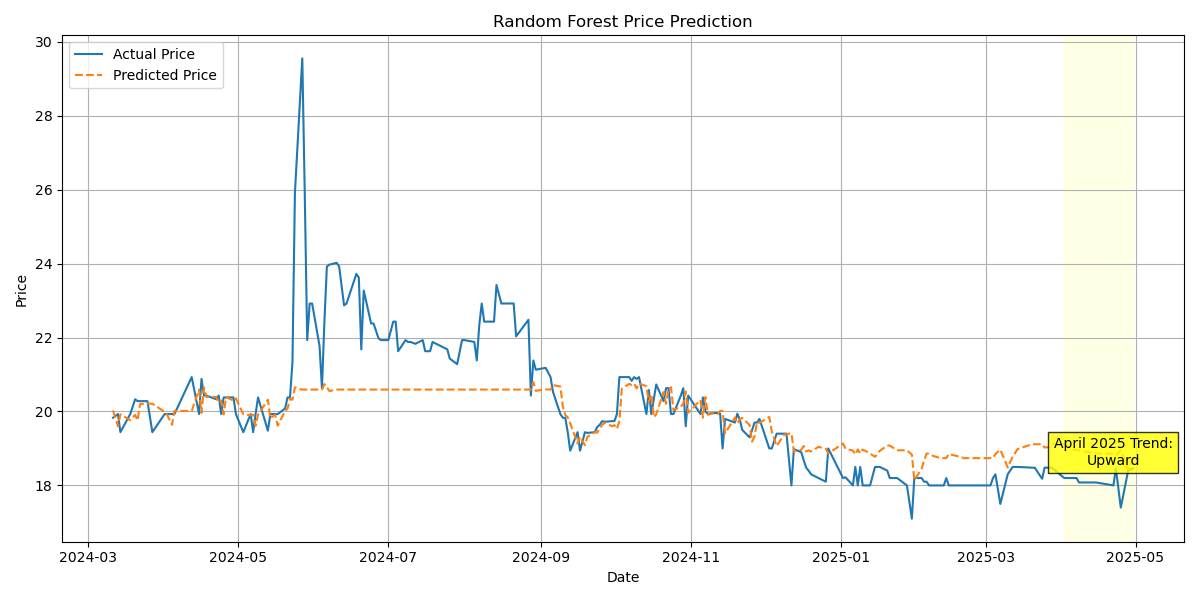 Random Forest Price Prediction
Actual Price
Predicted Price
30
28
26
24
22
20
18
Price
April 2025 Trend:
Upward
2024-03
2024-05
2024-07
2024-09
2024-11
2025-01
2025-03
2025-05
Date